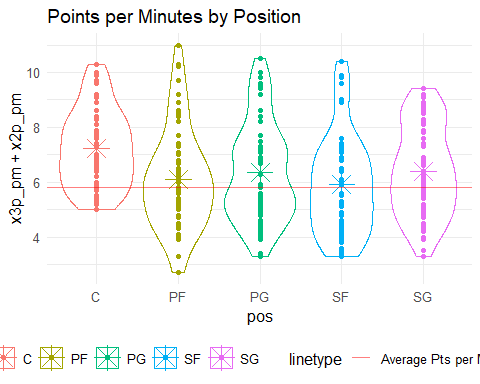 Points per Minutes by Position
x3p_pm + x2p_pm
10
8
6
4
C PF PG SF SG
pos
C PF PG SF SG linetype Average Pts per